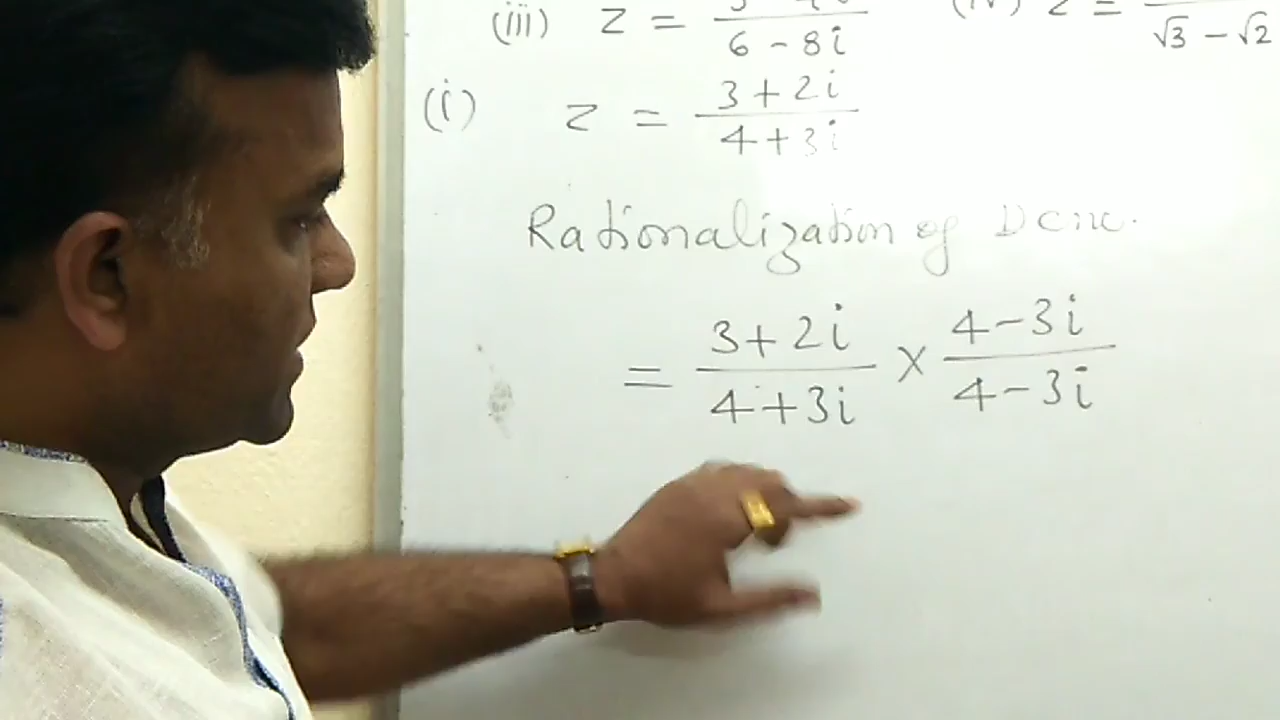 (iii) z = / 6 - 8i
(iv) z = / √3 - √2
(i) z = 3 + 2i / 4 + 3i
Rationalization of Deno.
= 3 + 2i / 4 + 3i × 4 - 3i / 4 - 3i